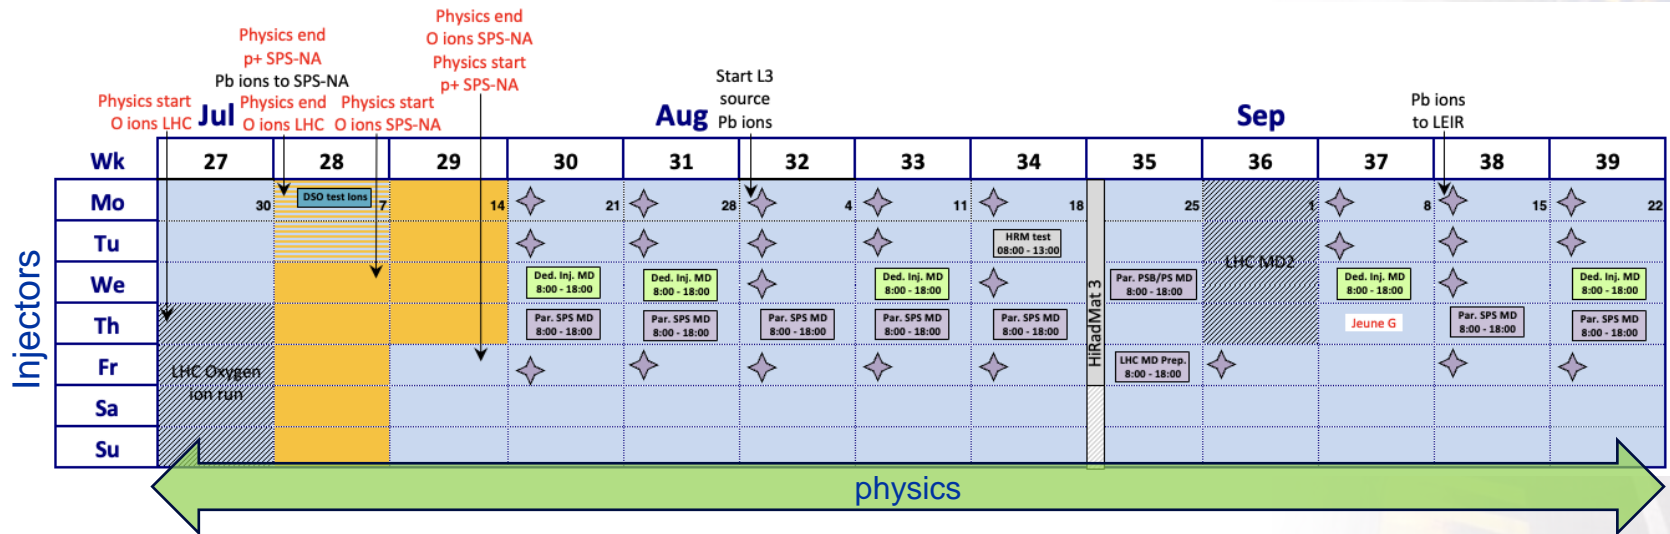 Physics end
O ions SPS-NA
Physics start
p+ SPS-NA
Physics end
p+ SPS-NA
Pb ions to SPS-NA
Physics end
O ions LHC
Physics start
O ions LHC
Physics start
O ions SPS-NA
Start L3
source
Pb ions
Pb ions
to LEIR
Jul
Aug
Sep
Wk 27 28 29 30 31 32 33 34 35 36 37 38 39
Mo 30 DSO test Ions 7 14 21 28 4 11 18 25 1 8 15 22
Tu
HRM test
08:00 - 13:00
We
Ded. Inj. MD
8:00 - 18:00
Ded. Inj. MD
8:00 - 18:00
Ded. Inj. MD
8:00 - 18:00
Par. PSB/PS MD
8:00 - 18:00
LHC MD2
Ded. Inj. MD
8:00 - 18:00
Ded. Inj. MD
8:00 - 18:00
Th
Par. SPS MD
8:00 - 18:00
Par. SPS MD
8:00 - 18:00
Par. SPS MD
8:00 - 18:00
Par. SPS MD
8:00 - 18:00
Par. SPS MD
8:00 - 18:00
HiRadMat 3
Jeune G
Par. SPS MD
8:00 - 18:00
Par. SPS MD
8:00 - 18:00
Fr
LHC Oxygen
ion run
LHC MD Prep.
8:00 - 18:00
Sa
Su
Injectors
physics